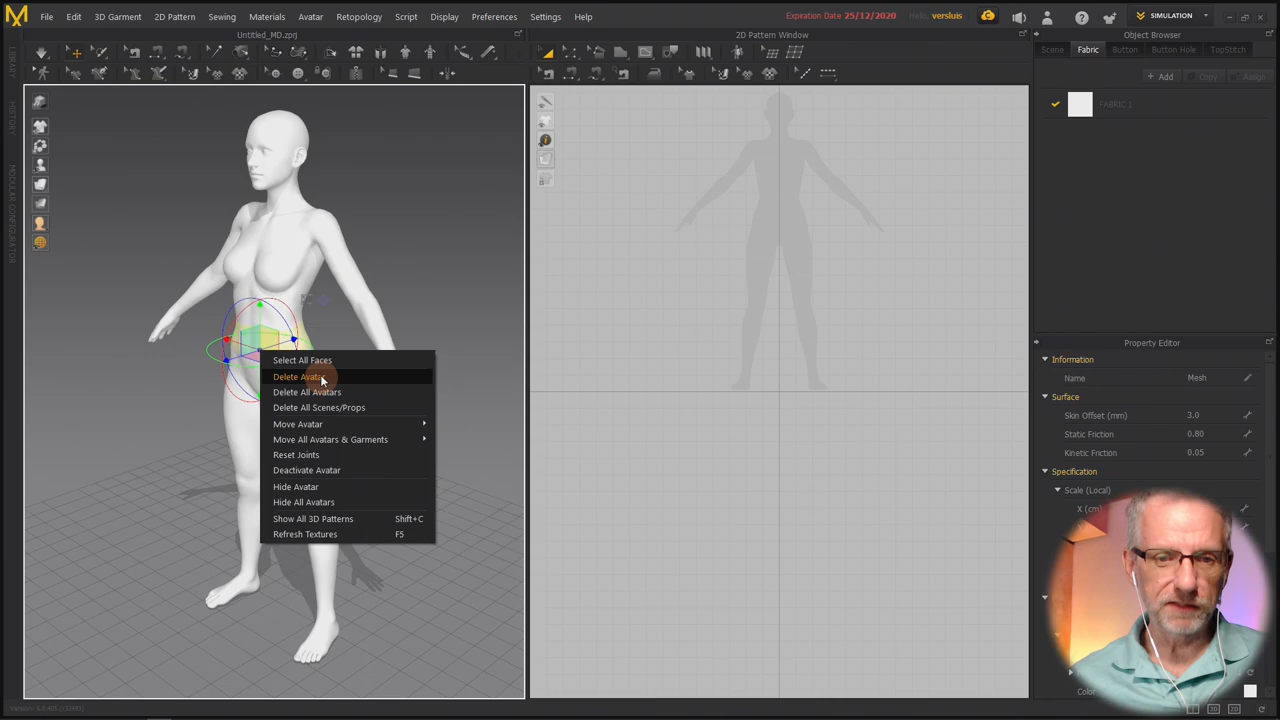 File Edit 3D Garment 2D Pattern Sewing Materials Avatar Retopology Script Display Preferences Settings Help
Expiration Date 25/12/2020 Hello, versluis
SIMULATION
Untitled_MD.zprj
2D Pattern Window
Object Browser
LIBRARY
HISTORY
MODULAR CONFIGURATOR
Scene Fabric Button Button Hole TopStitch
+ Add Copy Assign
FABRIC 1
Select All Faces
Delete Avatar
Delete All Avatars
Delete All Scenes/Props
Move Avatar
Move All Avatars & Garments
Reset Joints
Deactivate Avatar
Hide Avatar
Hide All Avatars
Show All 3D Patterns Shift+C
Refresh Textures F5
Property Editor
Information
Name Mesh
Surface
Skin Offset (mm) 3.0
Static Friction 0.80
Kinetic Friction 0.05
Specification
Scale (Local)
X (cm)
Color
2D